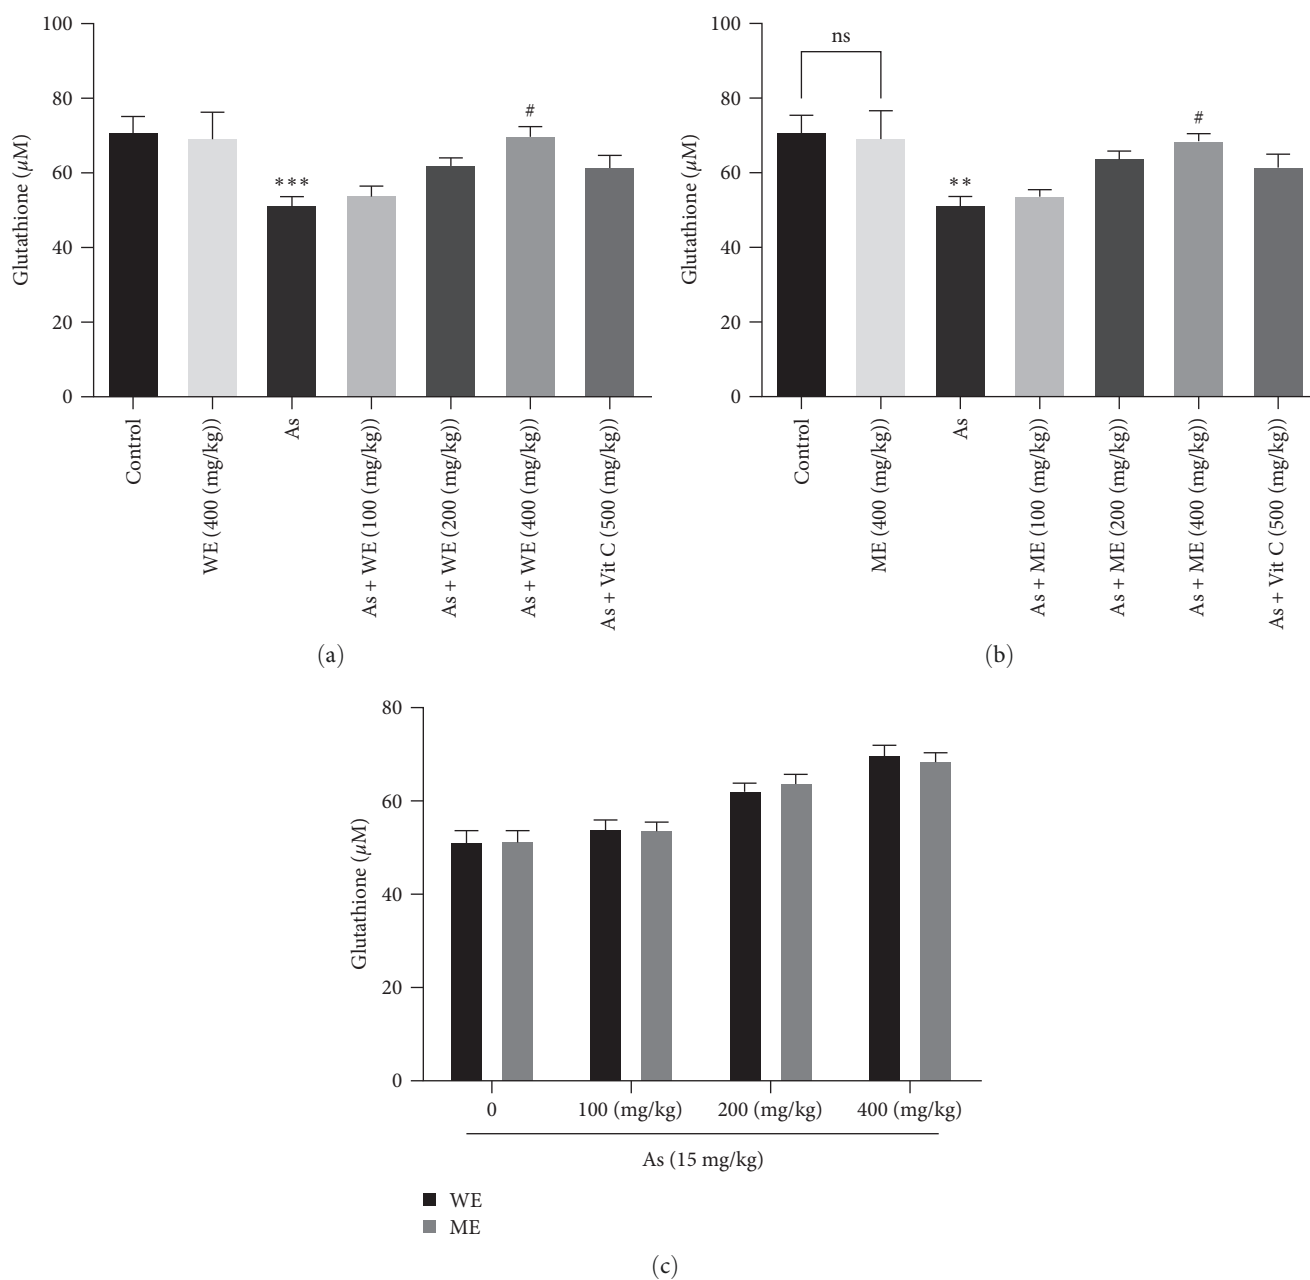 100
80
60
40
20
0
Glutathione (μM)
***
#
Control
WE (400 (mg/kg))
As
As + WE (100 (mg/kg))
As + WE (200 (mg/kg))
As + WE (400 (mg/kg))
As + Vit C (500 (mg/kg))
(a)
100
80
60
40
20
0
Glutathione (μM)
ns
**
#
Control
ME (400 (mg/kg))
As
As + ME (100 (mg/kg))
As + ME (200 (mg/kg))
As + ME (400 (mg/kg))
As + Vit C (500 (mg/kg))
(b)
80
60
40
20
0
Glutathione (μM)
0
100 (mg/kg)
200 (mg/kg)
400 (mg/kg)
As (15 mg/kg)
WE
ME
(c)